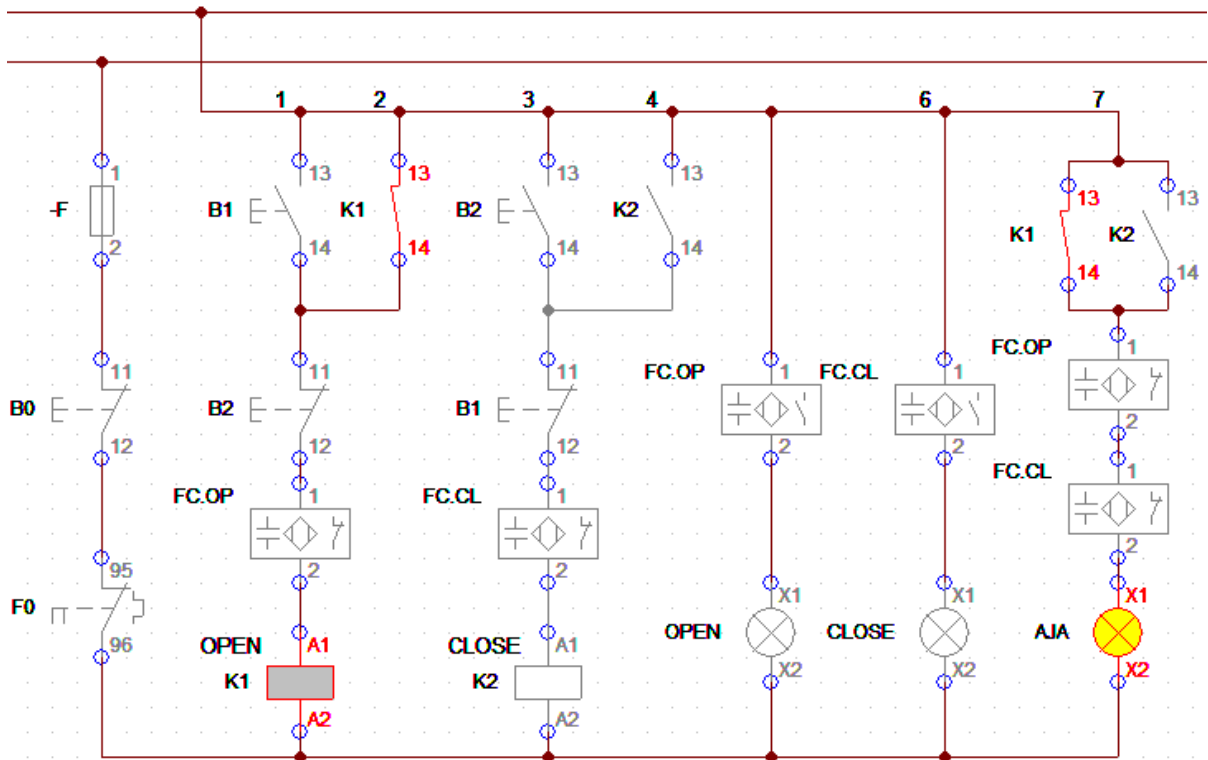 1 2 3 4 6 7
1 13 13 13 13
-F B1 K1 B2 K2 13 13
2 14 14 14 14 K1 K2
14 14
11 11 11 FC.OP FC.CL 1 1 FC.OP 1
B0 B2 B1
12 12 12 2 2 2
FC.OP 1 FC.CL 1 FC.CL 1
95 2 2 2
F0 X1 X1 X1
96 OPEN A1 CLOSE A1 OPEN CLOSE AJA
K1 K2 X2 X2 X2
A2 A2